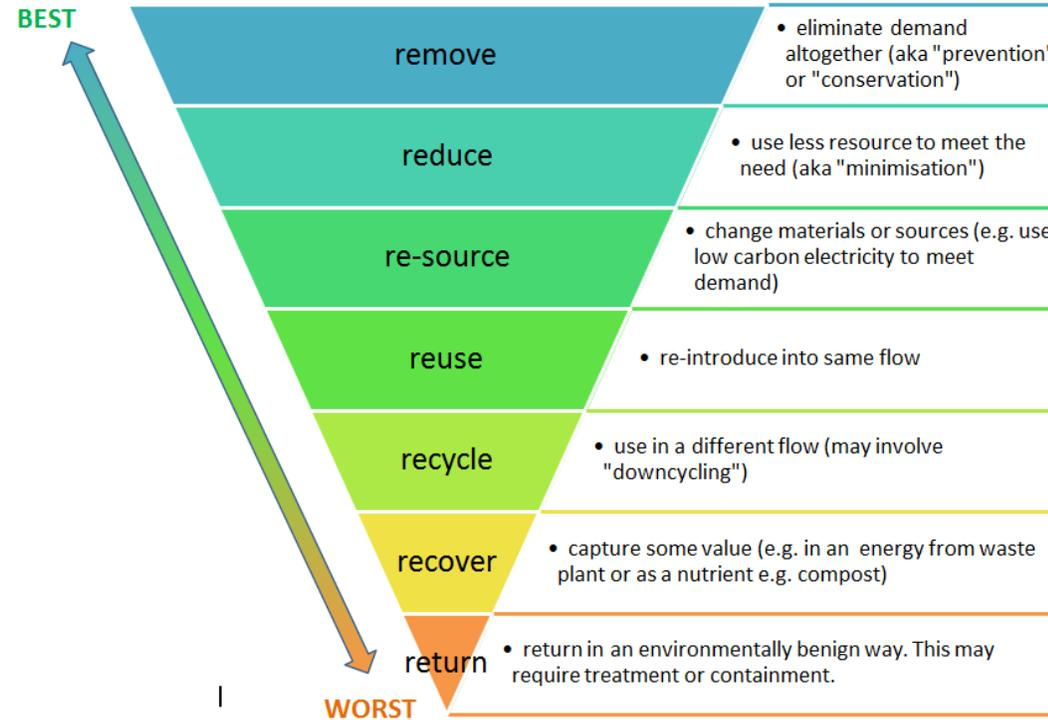 BEST
remove
• eliminate demand
altogether (aka "prevention"
or "conservation")
reduce
• use less resource to meet the
need (aka "minimisation")
re-source
• change materials or sources (e.g. use
low carbon electricity to meet
demand)
reuse
• re-introduce into same flow
recycle
• use in a different flow (may involve
"downcycling")
recover
• capture some value (e.g. in an energy from waste
plant or as a nutrient e.g. compost)
return
• return in an environmentally benign way. This may
require treatment or containment.
WORST